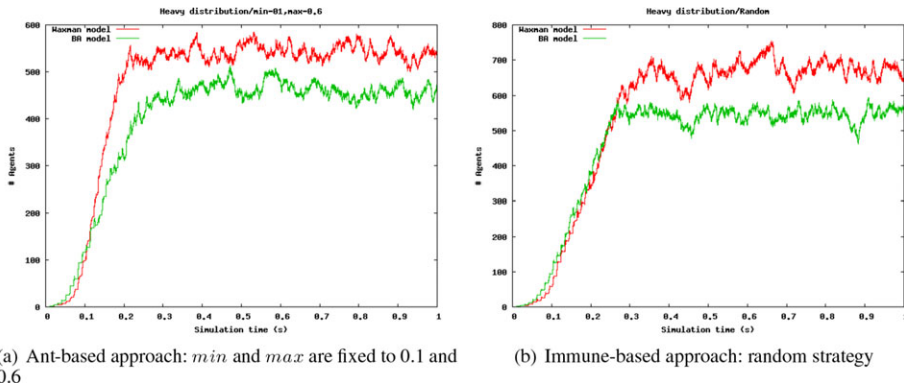 Heavy distribution/min=01,max=0.6
600
500
400
300
200
100
0
# Agents
Waxman model
BA model
0 0.1 0.2 0.3 0.4 0.5 0.6 0.7 0.8 0.9 1
Simulation time (s)
(a) Ant-based approach: min and max are fixed to 0.1 and
0.6
Heavy distribution/Random
800
700
600
500
400
300
200
100
0
# Agents
Waxman model
BA model
0 0.1 0.2 0.3 0.4 0.5 0.6 0.7 0.8 0.9 1
Simulation time (s)
(b) Immune-based approach: random strategy